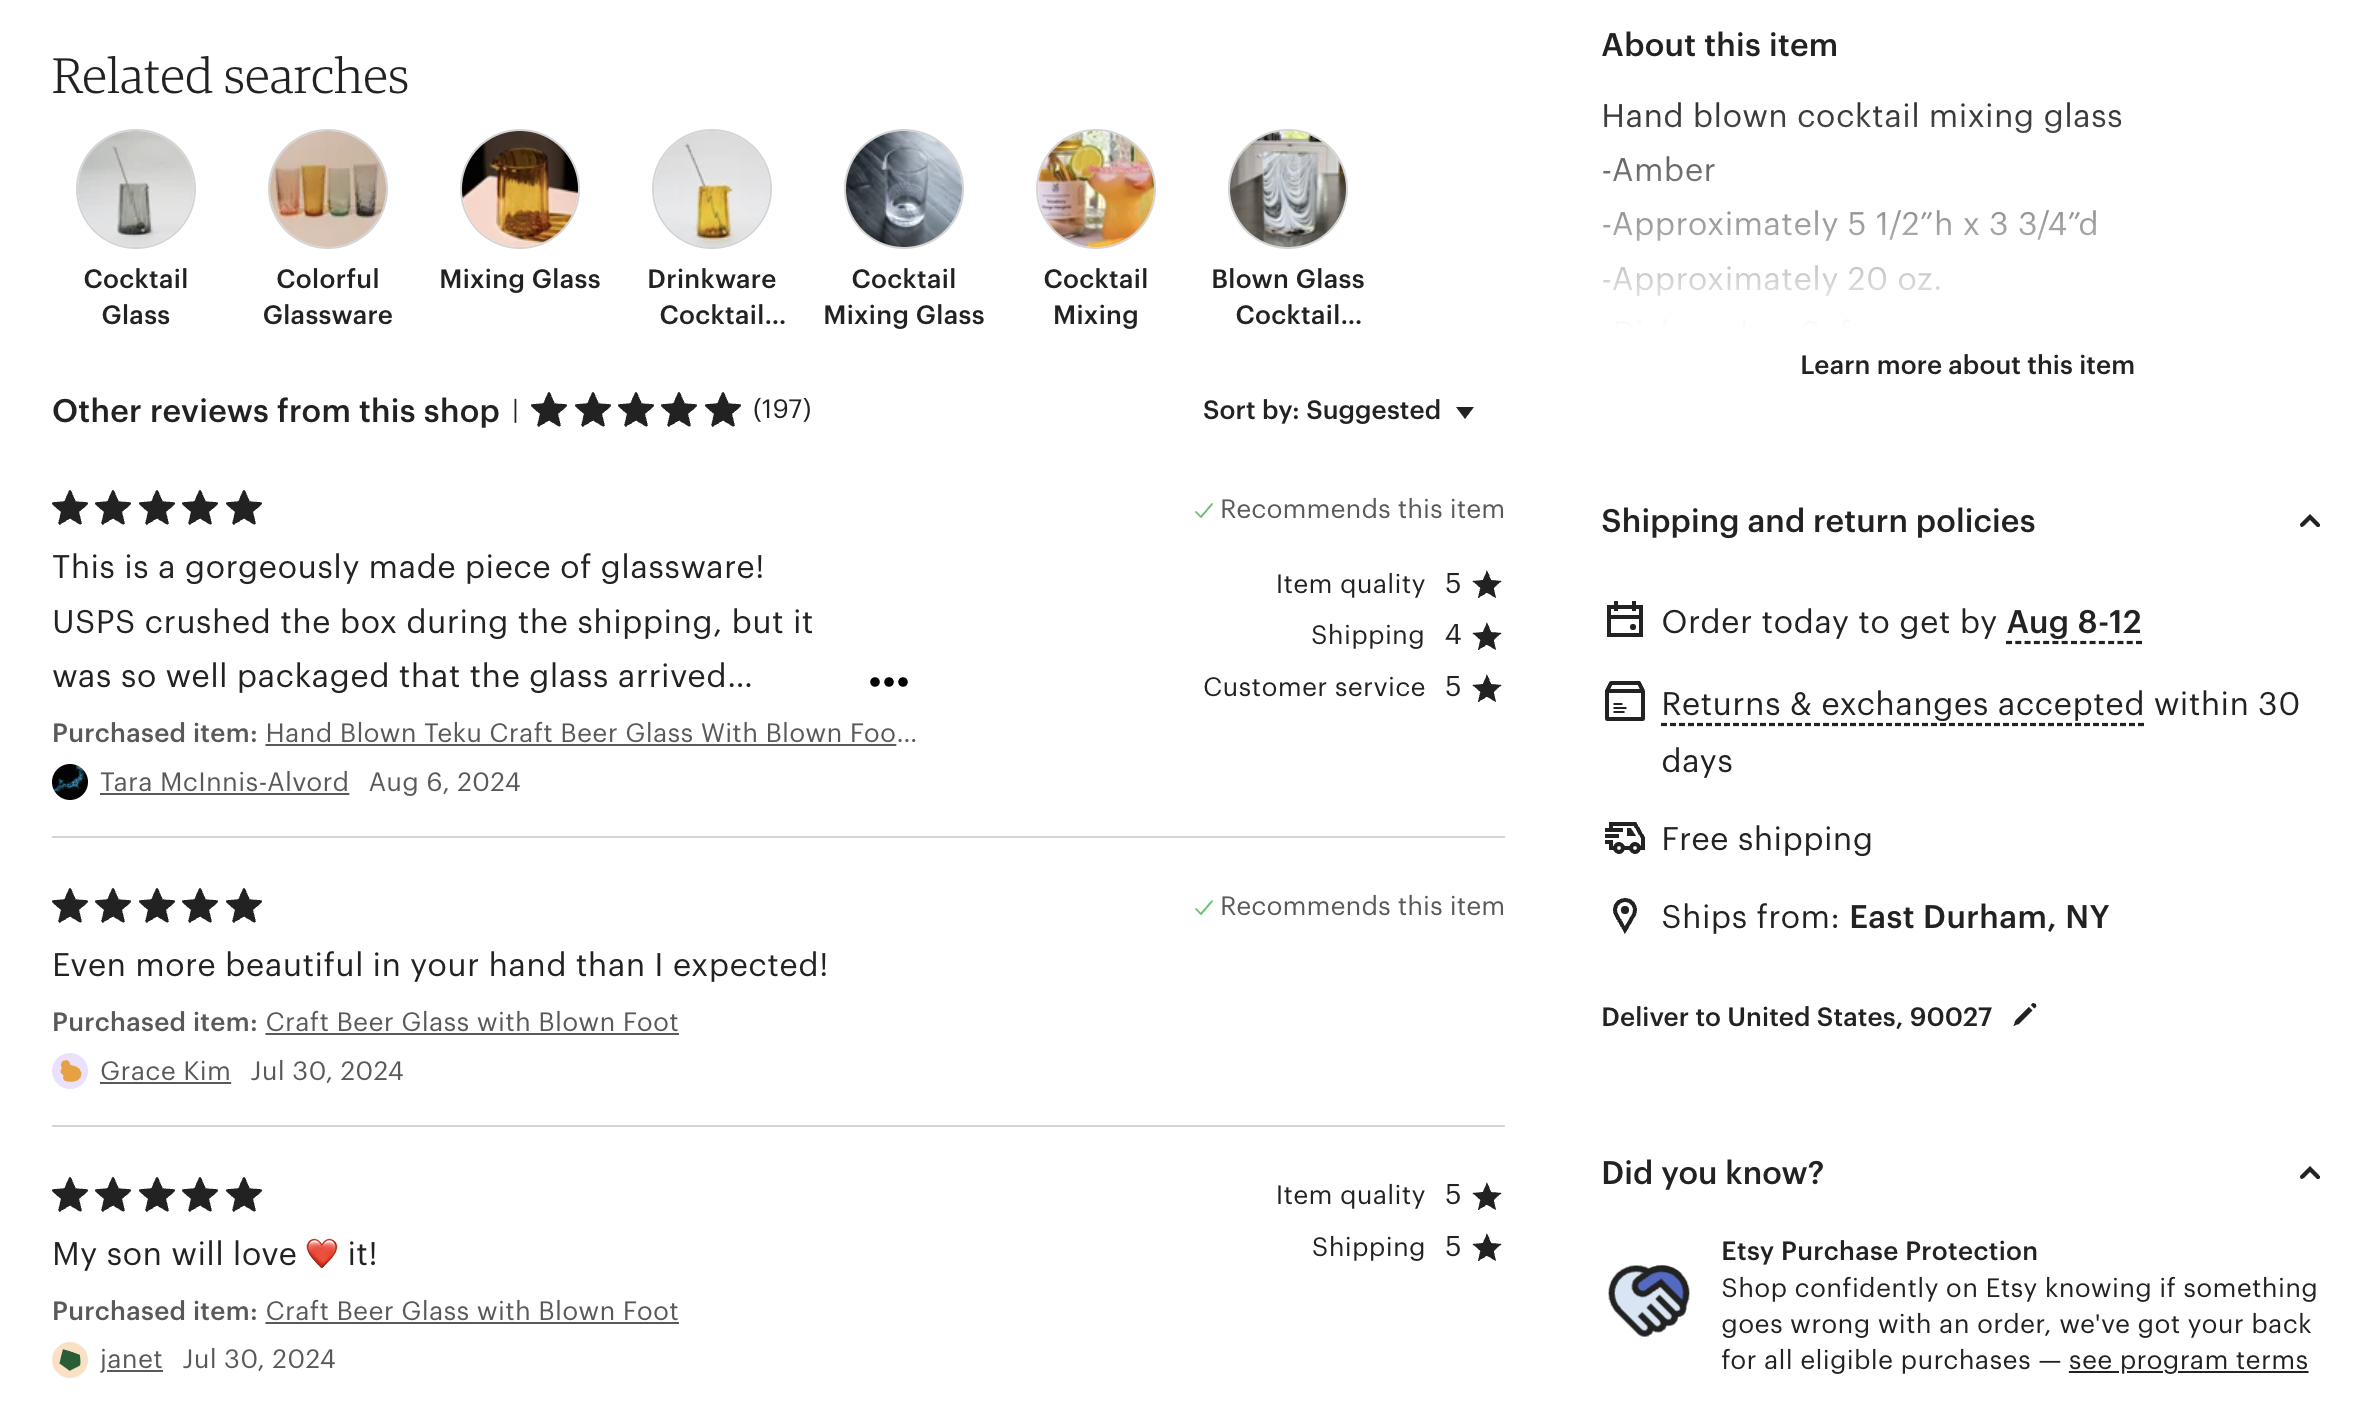 Related searches
Cocktail
Glass
Colorful
Glassware
Mixing Glass
Drinkware
Cocktail...
Cocktail
Mixing Glass
Cocktail
Mixing
Blown Glass
Cocktail...
Other reviews from this shop | (197)
Sort by: Suggested
Recommends this item
This is a gorgeously made piece of glassware!
USPS crushed the box during the shipping, but it
was so well packaged that the glass arrived...
Item quality 5
Shipping 4
Customer service 5
Purchased item: Hand Blown Teku Craft Beer Glass With Blown Foo...
Tara McInnis-Alvord Aug 6, 2024
Recommends this item
Even more beautiful in your hand than I expected!
Purchased item: Craft Beer Glass with Blown Foot
Grace Kim Jul 30, 2024
Item quality 5
Shipping 5
My son will love ❤️ it!
Purchased item: Craft Beer Glass with Blown Foot
janet Jul 30, 2024
About this item
Hand blown cocktail mixing glass
-Amber
-Approximately 5 1/2”h x 3 3/4”d
-Approximately 20 oz.
Learn more about this item
Shipping and return policies
Order today to get by Aug 8-12
Returns & exchanges accepted within 30
days
Free shipping
Ships from: East Durham, NY
Deliver to United States, 90027
Did you know?
Etsy Purchase Protection
Shop confidently on Etsy knowing if something
goes wrong with an order, we've got your back
for all eligible purchases — see program terms